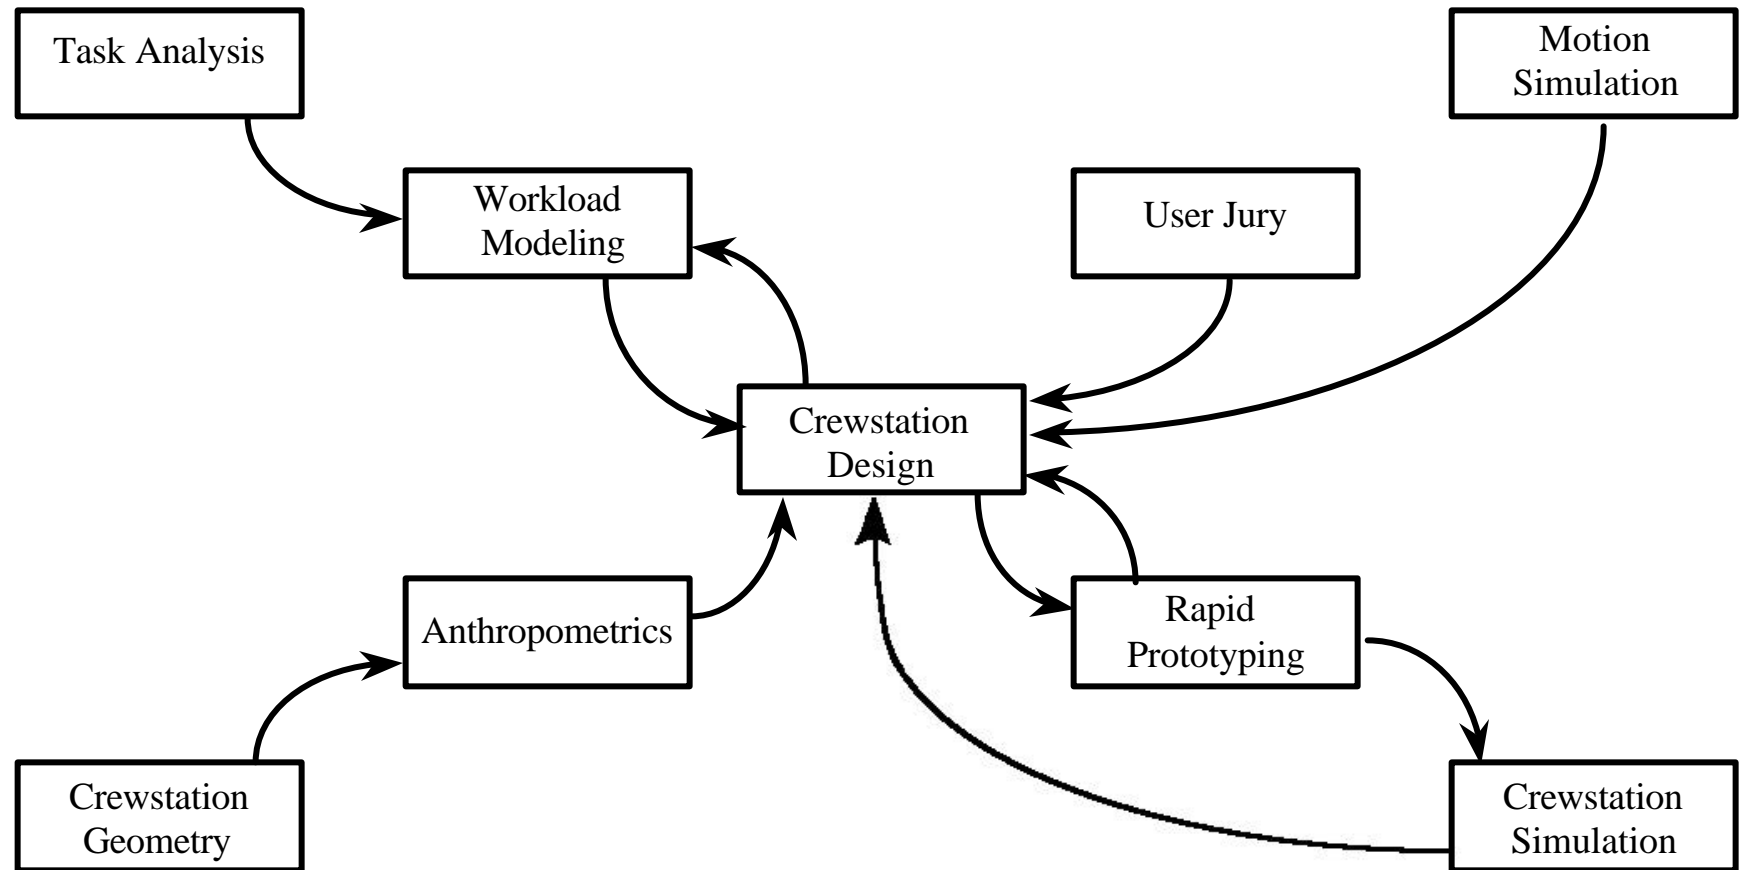 Task Analysis
Motion
Simulation
Workload
Modeling
User Jury
Crewstation
Design
Anthropometrics
Rapid
Prototyping
Crewstation
Geometry
Crewstation
Simulation